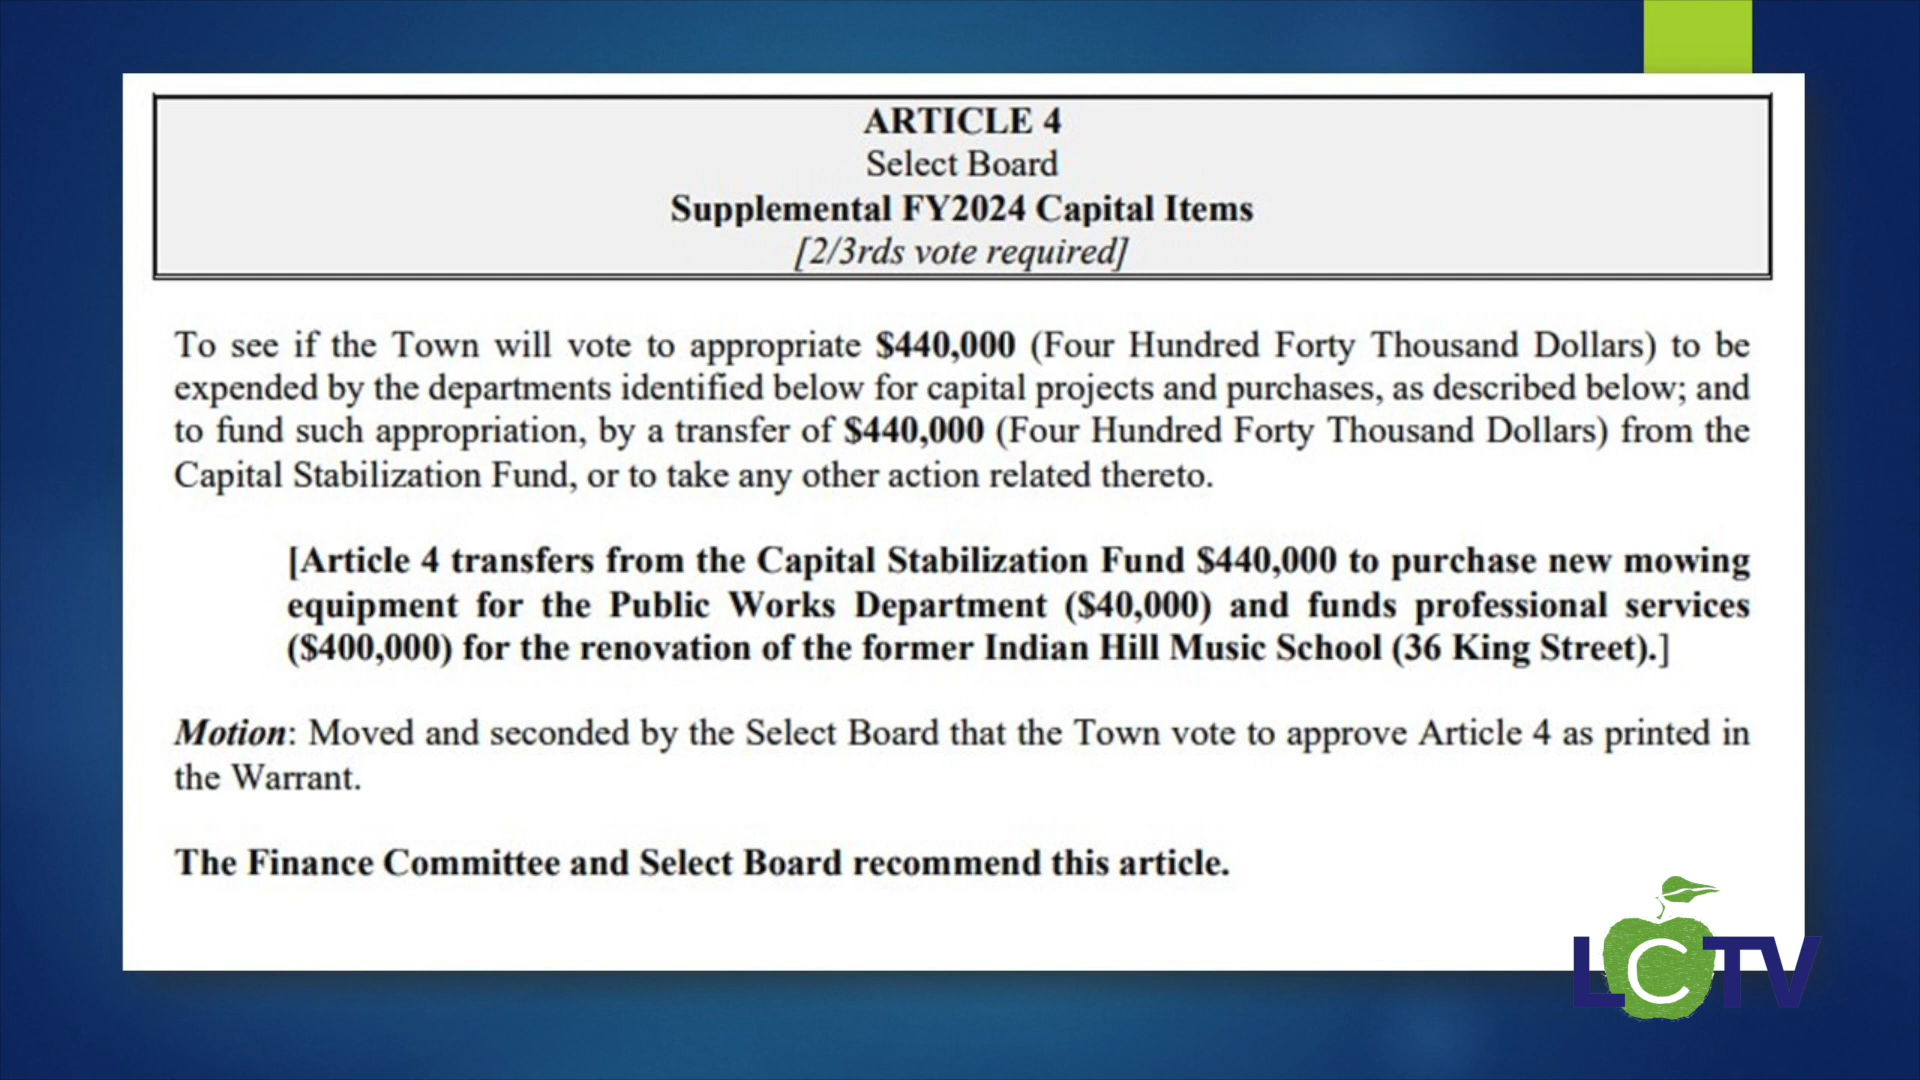 ARTICLE 4
Select Board
Supplemental FY2024 Capital Items
[2/3rds vote required]
To see if the Town will vote to appropriate $440,000 (Four Hundred Forty Thousand Dollars) to be
expended by the departments identified below for capital projects and purchases, as described below; and
to fund such appropriation, by a transfer of $440,000 (Four Hundred Forty Thousand Dollars) from the
Capital Stabilization Fund, or to take any other action related thereto.
[Article 4 transfers from the Capital Stabilization Fund $440,000 to purchase new mowing
equipment for the Public Works Department ($40,000) and funds professional services
($400,000) for the renovation of the former Indian Hill Music School (36 King Street).]
Motion: Moved and seconded by the Select Board that the Town vote to approve Article 4 as printed in
the Warrant.
The Finance Committee and Select Board recommend this article.
LCTV